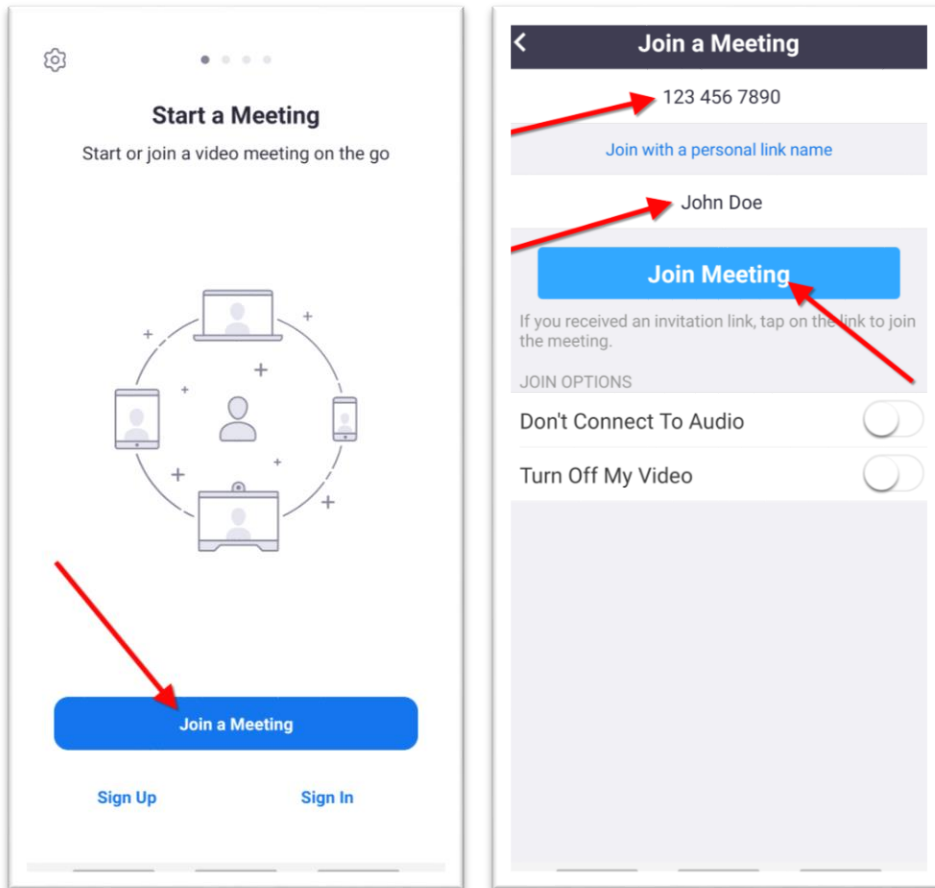 Start a Meeting
Start or join a video meeting on the go
Join a Meeting
Sign Up
Sign In
Join a Meeting
123 456 7890
Join with a personal link name
John Doe
Join Meeting
If you received an invitation link, tap on the link to join
the meeting.
JOIN OPTIONS
Don't Connect To Audio
Turn Off My Video